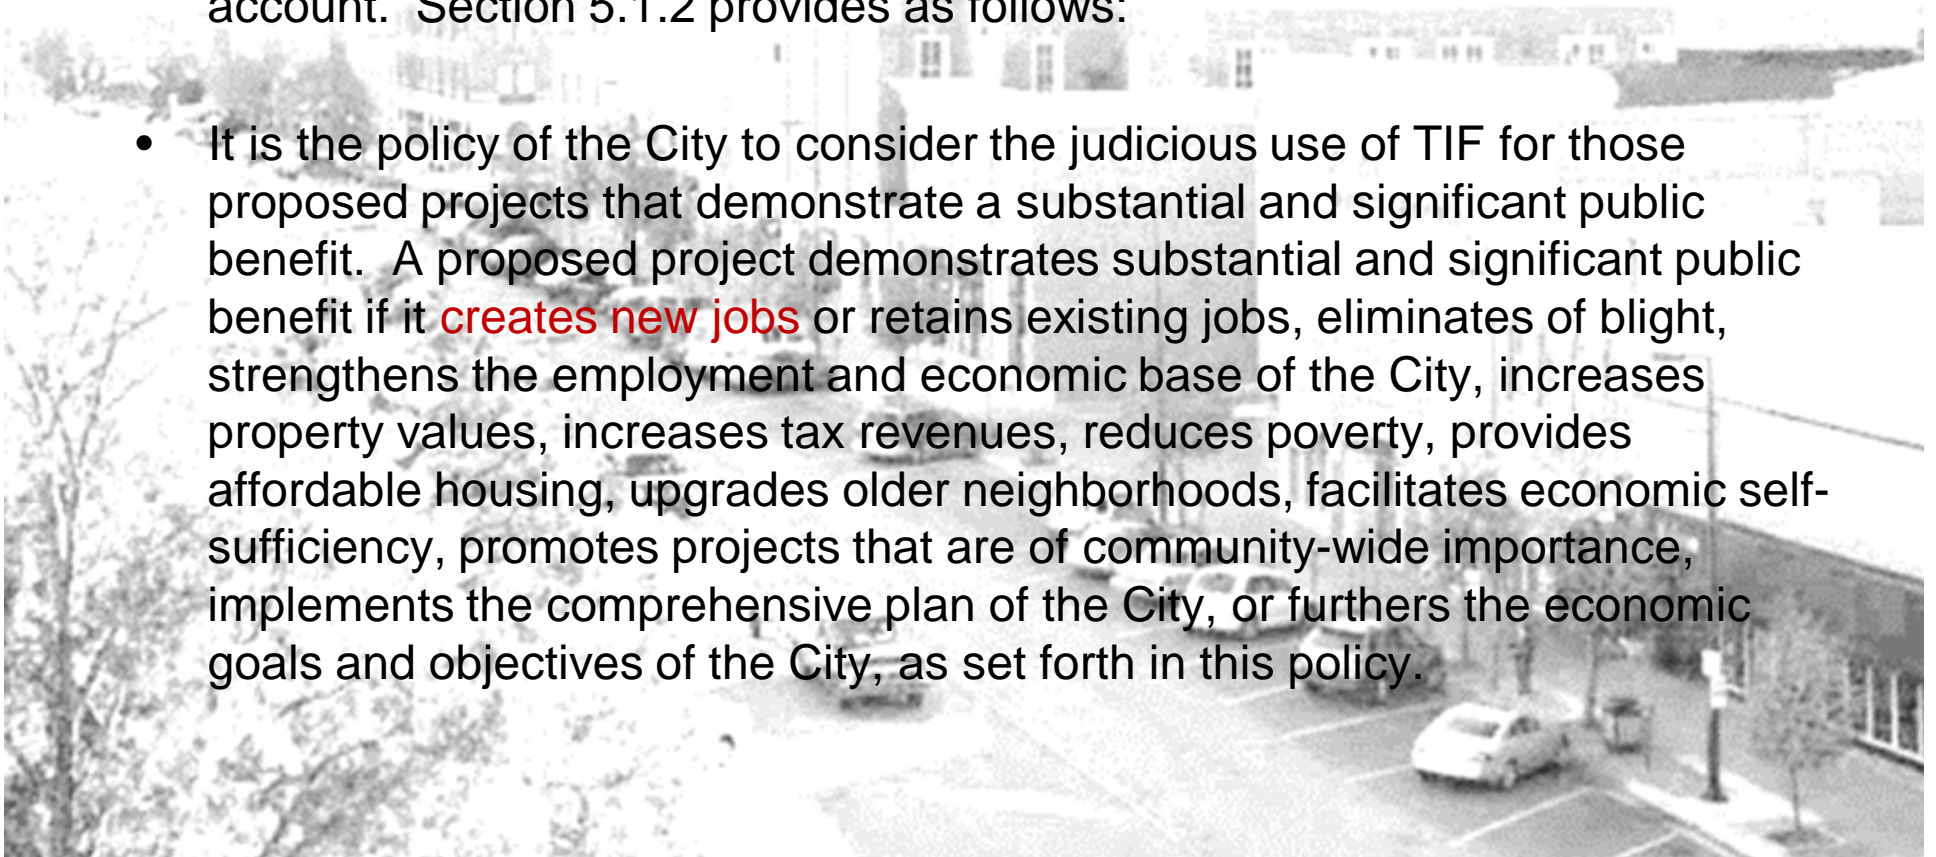 account.  Section 5.1.2 provides as follows:
• It is the policy of the City to consider the judicious use of TIF for those
proposed projects that demonstrate a substantial and significant public
benefit.  A proposed project demonstrates substantial and significant public
benefit if it creates new jobs or retains existing jobs, eliminates of blight,
strengthens the employment and economic base of the City, increases
property values, increases tax revenues, reduces poverty, provides
affordable housing, upgrades older neighborhoods, facilitates economic self-
sufficiency, promotes projects that are of community-wide importance,
implements the comprehensive plan of the City, or furthers the economic
goals and objectives of the City, as set forth in this policy.